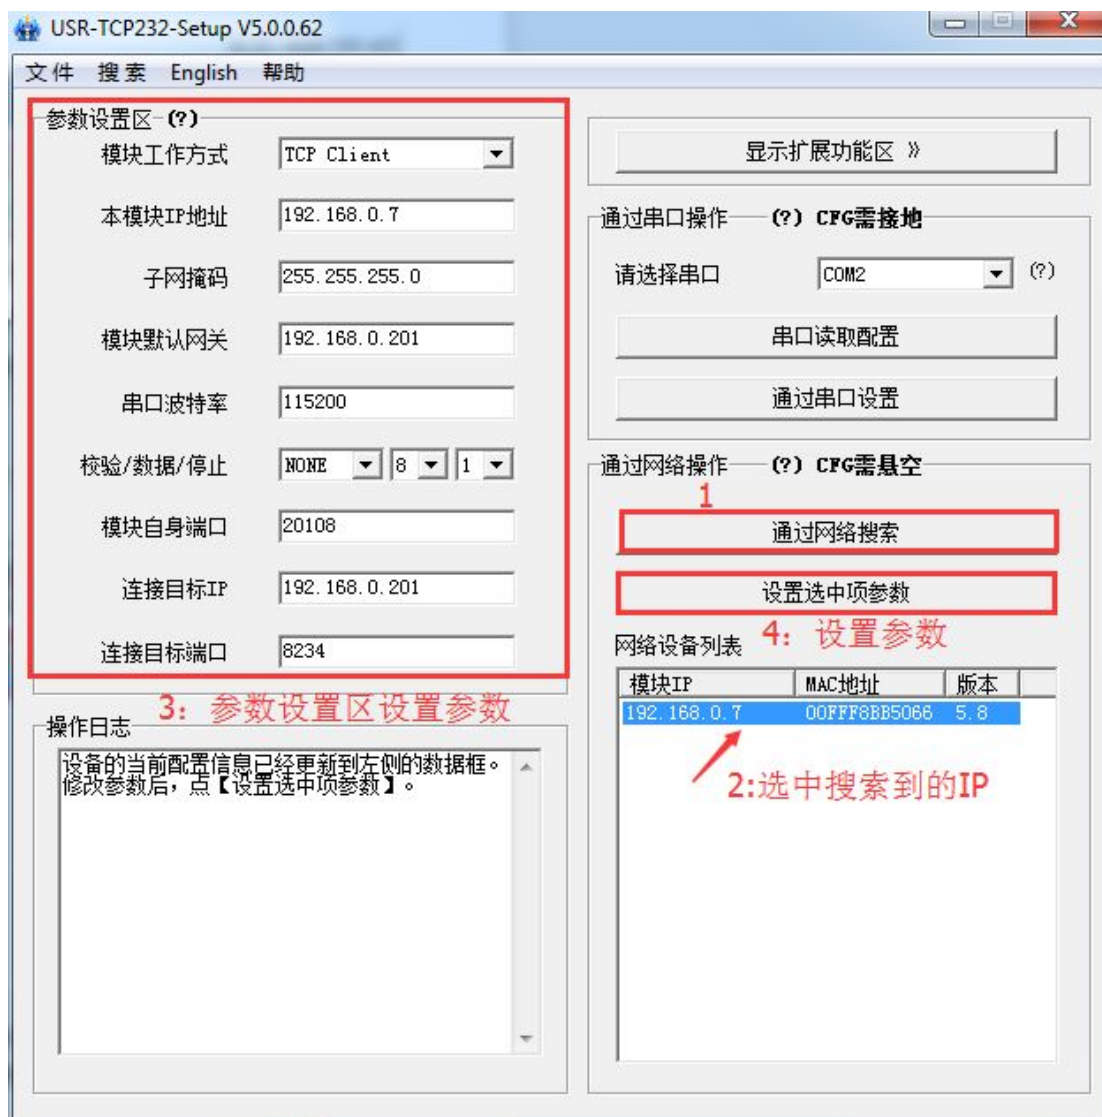 USR-TCP232-Setup V5.0.0.62
文件 搜索 English 帮助
参数设置区 (?)
模块工作方式 TCP Client
本模块IP地址 192.168.0.7
子网掩码 255.255.255.0
模块默认网关 192.168.0.201
串口波特率 115200
校验/数据/停止 NONE 8 1
模块自身端口 20108
连接目标IP 192.168.0.201
连接目标端口 8234
3：参数设置区设置参数
操作日志
设备的当前配置信息已经更新到左侧的数据框。
修改参数后，点【设置选中项参数】。
显示扩展功能区 》
通过串口操作 (?) CFG需接地
请选择串口 COM2 (?)
串口读取配置
通过串口设置
通过网络操作 (?) CFG需悬空
1
通过网络搜索
设置选中项参数
4：设置参数
网络设备列表
模块IP MAC地址 版本
192.168.0.7 00FFF8BB5066 5.8
2:选中搜索到的IP